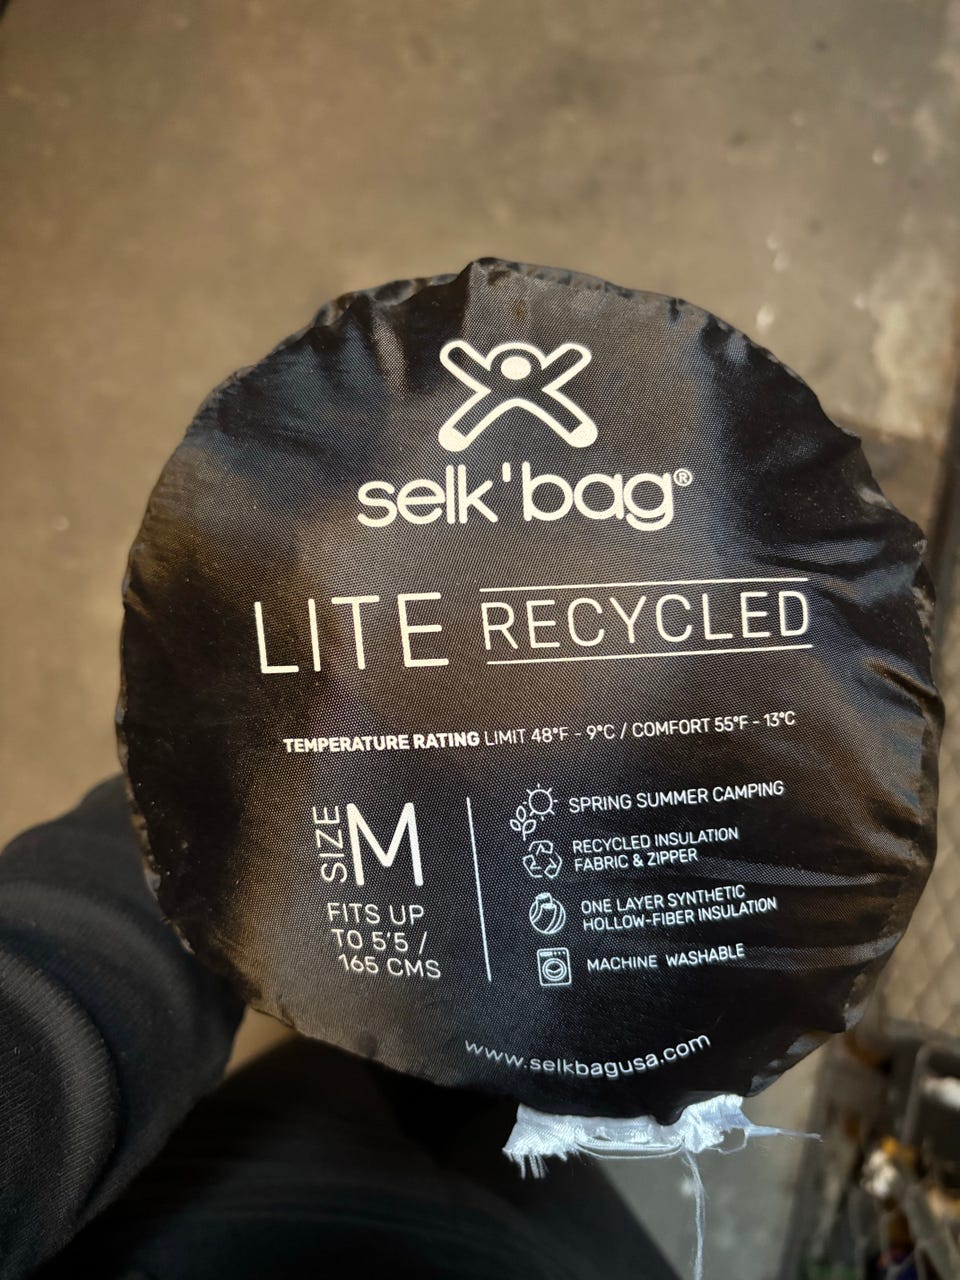 selk'bag®
LITE RECYCLED
TEMPERATURE RATING LIMIT 48°F - 9°C / COMFORT 55°F - 13°C
SIZE M
FITS UP
TO 5'5 /
165 CMS
SPRING SUMMER CAMPING
RECYCLED INSULATION
FABRIC & ZIPPER
ONE LAYER SYNTHETIC
HOLLOW-FIBER INSULATION
MACHINE WASHABLE
www.selkbagusa.com